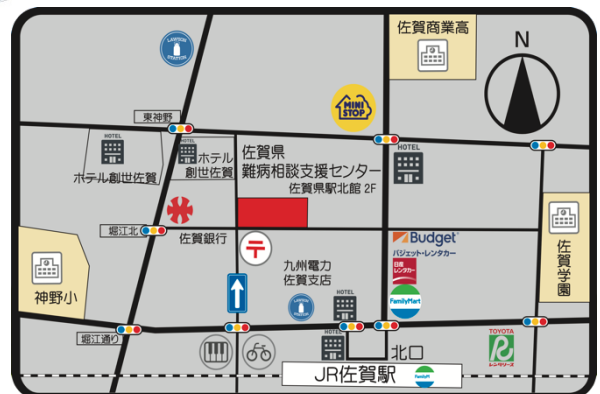 佐賀商業高
N
LAWSON
STATION
MINI
STOP
東神野
HOTEL
HOTEL
ホテル
創世佐賀
ホテル創世佐賀
佐賀県
難病相談支援センター
佐賀県駅北館 2F
HOTEL
堀江北
佐賀銀行
〒
Budget
バジェット・レンタカー
日産
レンタカー
FamilyMart
佐賀学園
神野小
九州電力
佐賀支店
HOTEL
LAWSON
STATION
堀江通り
HOTEL
北口
TOYOTA
R
レンタリース
JR佐賀駅
FamilyMart